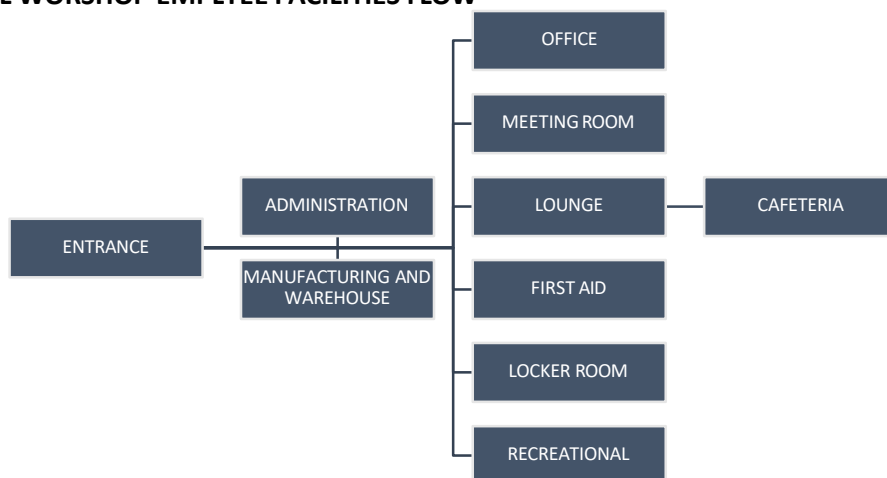 WORSHOP EMPLYEE FACILITIES FLOW
OFFICE
MEETING ROOM
ADMINISTRATION
LOUNGE
CAFETERIA
ENTRANCE
MANUFACTURING AND
WAREHOUSE
FIRST AID
LOCKER ROOM
RECREATIONAL